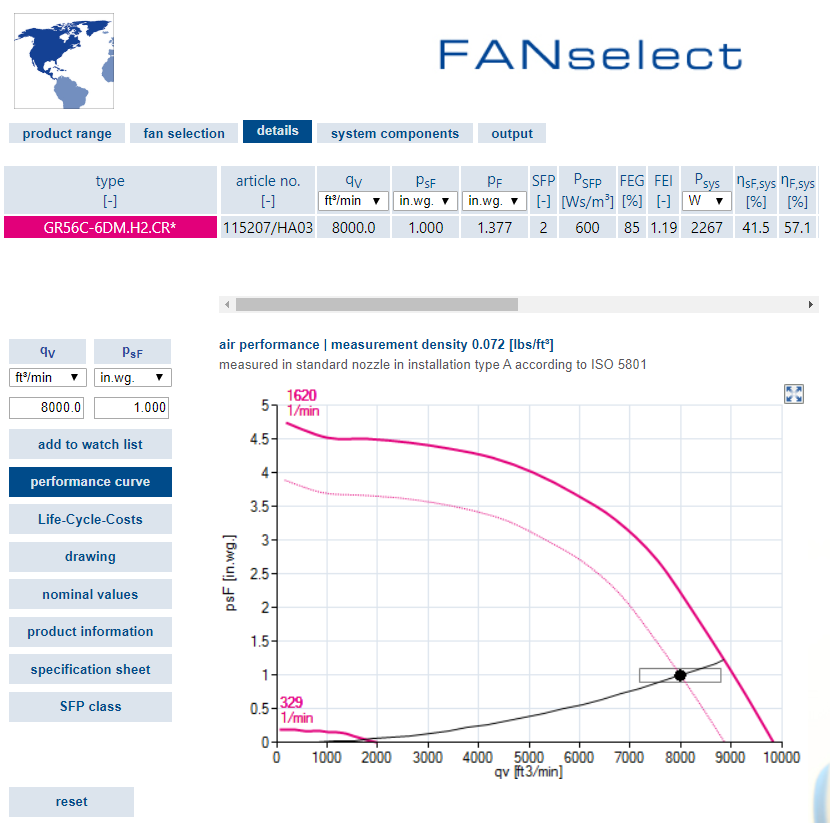 FANselect
product range fan selection details system components output
type article no. qV psF pF SFP PSFP FEG FEI Psys ηsF,sys ηF,sys
[-] [-] ft³/min ▼ in.wg. ▼ in.wg. ▼ [-] [Ws/m³] [%] [-] W ▼ [%] [%]
GR56C-6DM.H2.CR* 115207/HA03 8000.0 1.000 1.377 2 600 85 1.19 2267 41.5 57.1
qV psF
ft³/min ▼ in.wg. ▼
8000.0 1.000
add to watch list
performance curve
Life-Cycle-Costs
drawing
nominal values
product information
specification sheet
SFP class
reset
air performance | measurement density 0.072 [lbs/ft³]
measured in standard nozzle in installation type A according to ISO 5801
1620
1/min
5
4.5
4
3.5
3
2.5
2
1.5
1
0.5
0
psF [in.wg.]
329
1/min
0 1000 2000 3000 4000 5000 6000 7000 8000 9000 10000
qv [ft3/min]